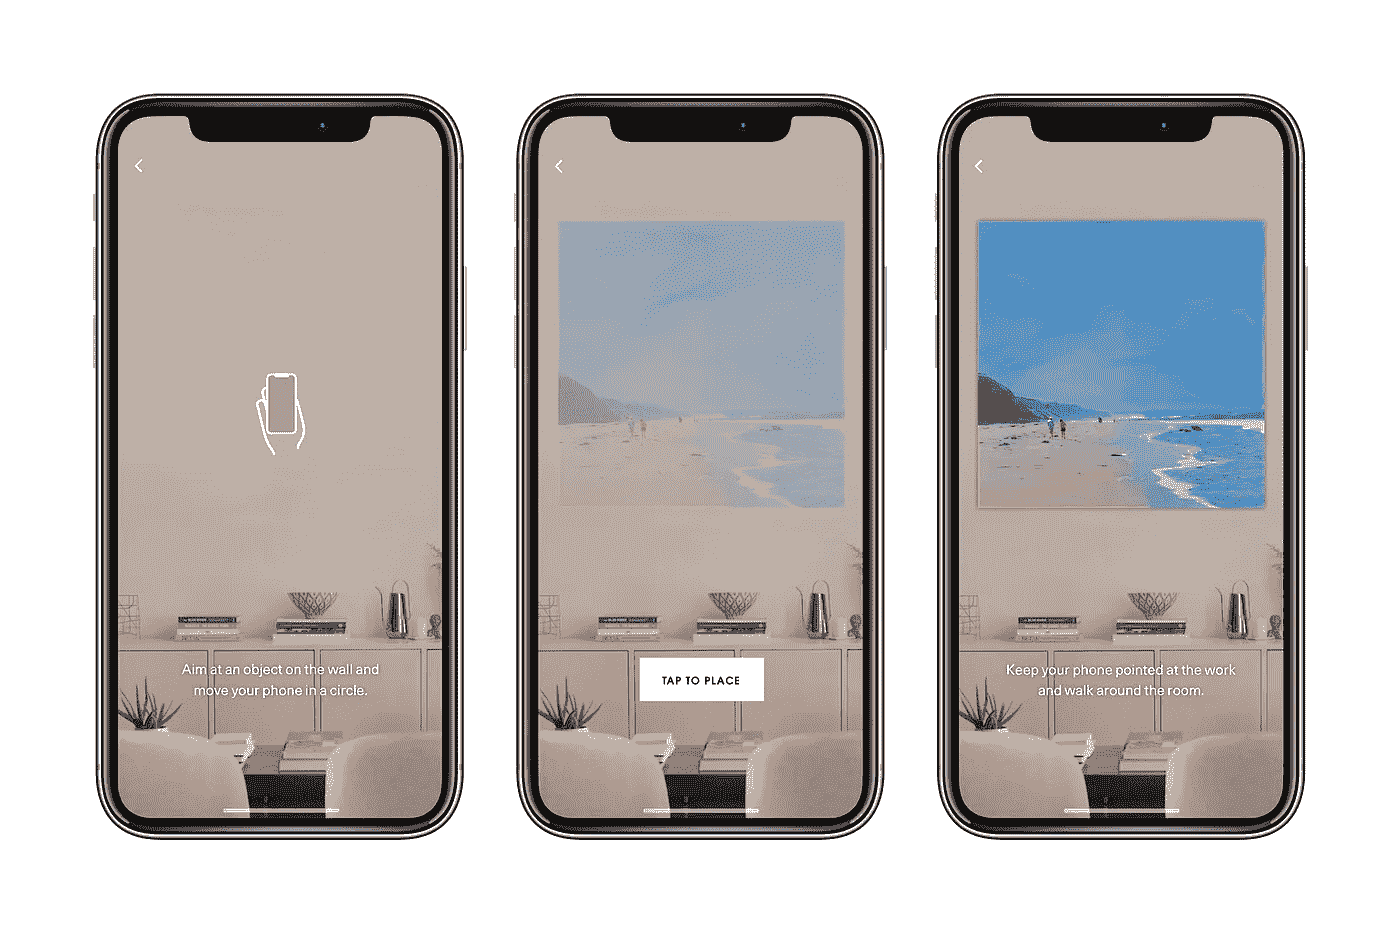 Aim at an object on the wall and
move your phone in a circle.
TAP TO PLACE
Keep your phone pointed at the work
and walk around the room.